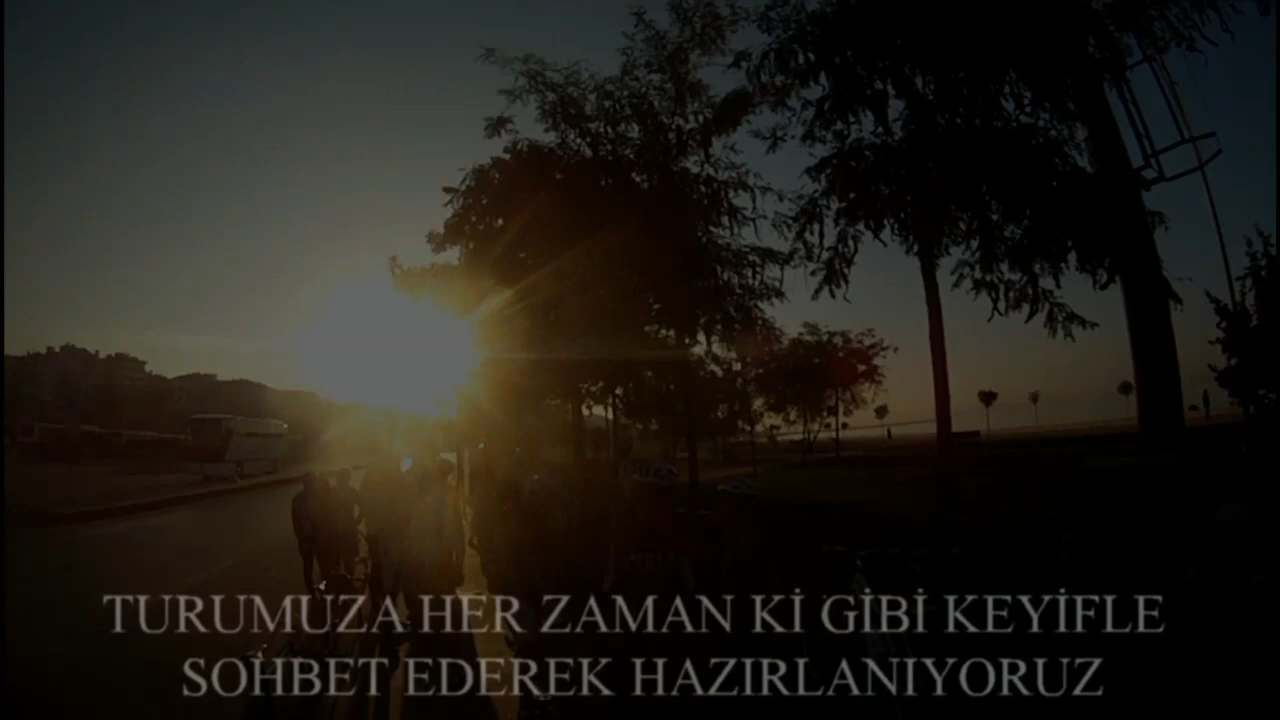 TURUMUZA HER ZAMAN Kİ GİBİ KEYİFLE
SOHBET EDEREK HAZIRLANIYORUZ